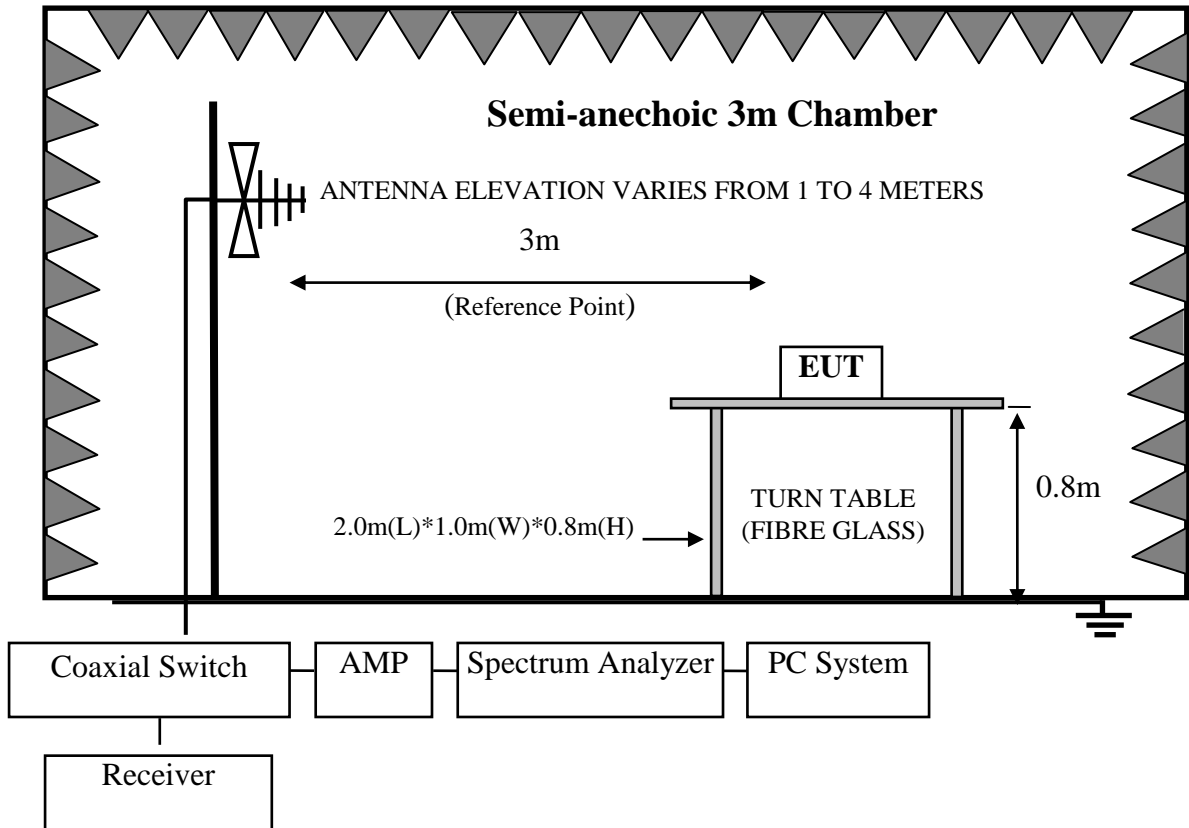 Semi-anechoic 3m Chamber
ANTENNA ELEVATION VARIES FROM 1 TO 4 METERS
3m
(Reference Point)
EUT
0.8m
TURN TABLE
(FIBRE GLASS)
2.0m(L)*1.0m(W)*0.8m(H)
Coaxial Switch
AMP
Spectrum Analyzer
PC System
Receiver